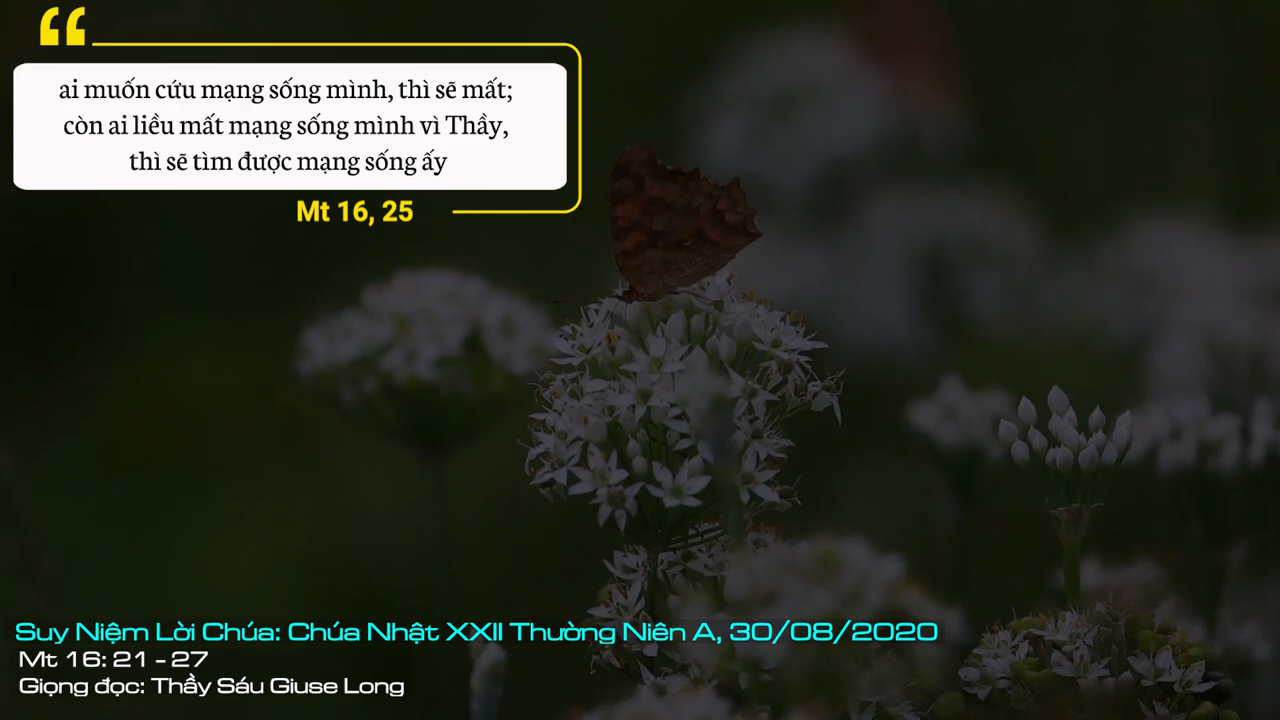 ai muốn cứu mạng sống mình, thì sẽ mất;
còn ai liều mất mạng sống mình vì Thầy,
thì sẽ tìm được mạng sống ấy
Mt 16, 25
Suy Niệm Lời Chúa: Chúa Nhật XXII Thường Niên A, 30/08/2020
Mt 16: 21 - 27
Giọng đọc: Thầy Sáu Giuse Long